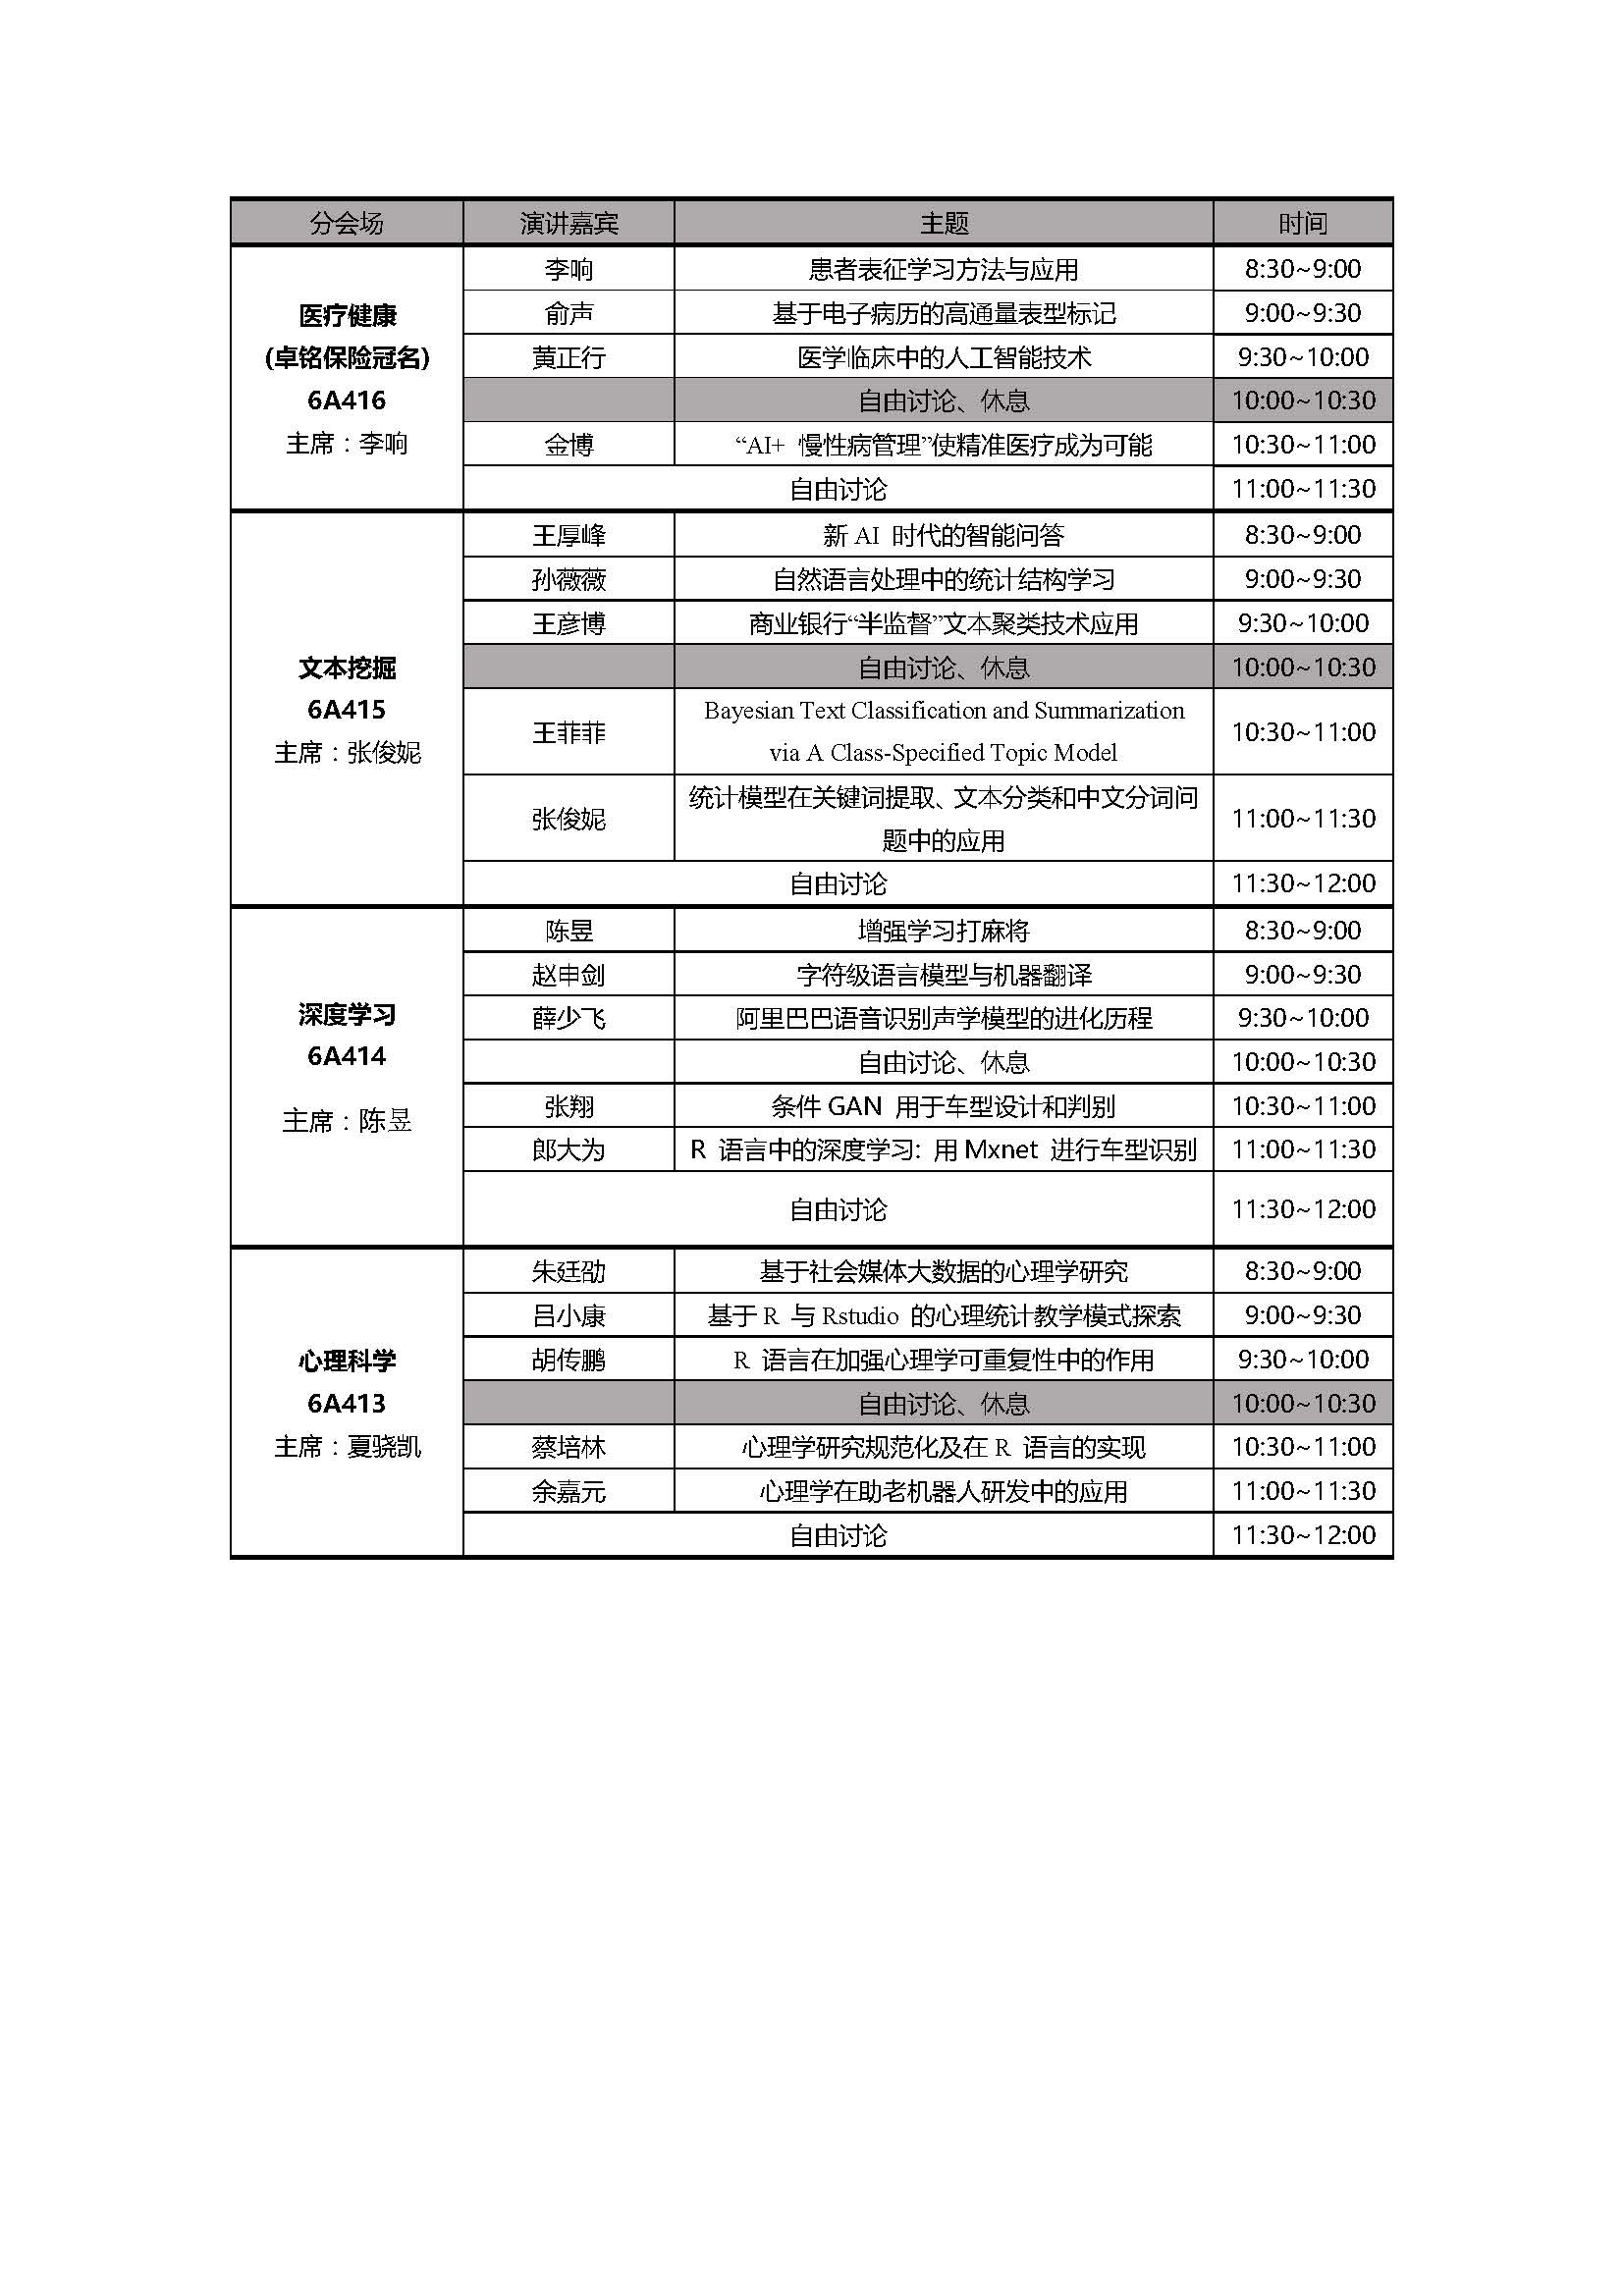 分会场 演讲嘉宾 主题 时间
医疗健康
(卓铭保险冠名)
6A416
主席：李响
李响 患者表征学习方法与应用 8:30~9:00
俞声 基于电子病历的高通量表型标记 9:00~9:30
黄正行 医学临床中的人工智能技术 9:30~10:00
自由讨论、休息 10:00~10:30
金博 “AI+ 慢性病管理”使精准医疗成为可能 10:30~11:00
自由讨论 11:00~11:30
文本挖掘
6A415
主席：张俊妮
王厚峰 新 AI 时代的智能问答 8:30~9:00
孙薇薇 自然语言处理中的统计结构学习 9:00~9:30
王彦博 商业银行“半监督”文本聚类技术应用 9:30~10:00
自由讨论、休息 10:00~10:30
王菲菲 Bayesian Text Classification and Summarization
via A Class-Specified Topic Model 10:30~11:00
张俊妮 统计模型在关键词提取、文本分类和中文分词问
题中的应用 11:00~11:30
自由讨论 11:30~12:00
深度学习
6A414
主席：陈昱
陈昱 增强学习打麻将 8:30~9:00
赵申剑 字符级语言模型与机器翻译 9:00~9:30
薛少飞 阿里巴巴语音识别声学模型的进化历程 9:30~10:00
自由讨论、休息 10:00~10:30
张翔 条件 GAN 用于车型设计和判别 10:30~11:00
郎大为 R 语言中的深度学习: 用 Mxnet 进行车型识别 11:00~11:30
自由讨论 11:30~12:00
心理科学
6A413
主席：夏骁凯
朱廷劭 基于社会媒体大数据的心理学研究 8:30~9:00
吕小康 基于 R 与 Rstudio 的心理统计教学模式探索 9:00~9:30
胡传鹏 R 语言在加强心理学可重复性中的作用 9:30~10:00
自由讨论、休息 10:00~10:30
蔡培林 心理学研究规范化及在 R 语言的实现 10:30~11:00
余嘉元 心理学在助老机器人研发中的应用 11:00~11:30
自由讨论 11:30~12:00